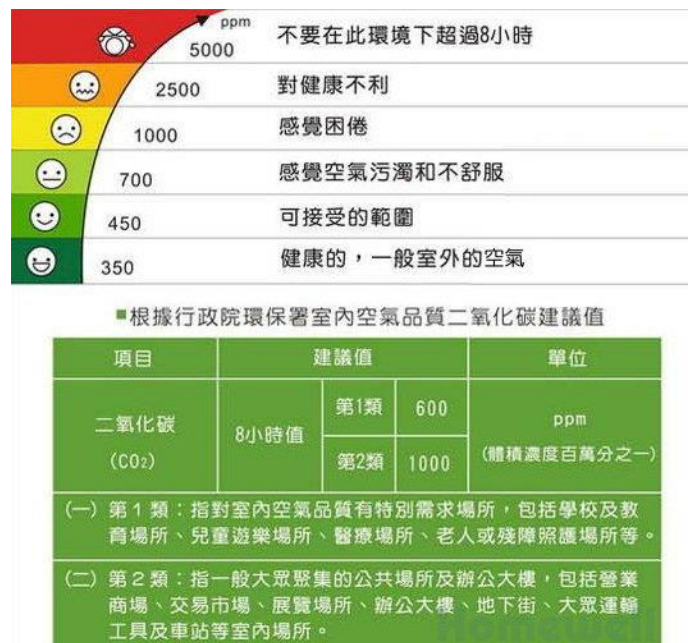 ppm
5000 不要在此環境下超過8小時
2500 對健康不利
1000 感覺困倦
700 感覺空氣污濁和不舒服
450 可接受的範圍
350 健康的，一般室外的空氣
■根據行政院環保署室內空氣品質二氧化碳建議值
項目 建議值 單位
二氧化碳
(CO₂)
8小時值
第1類 600
第2類 1000
ppm
(體積濃度百萬分之一)
(一) 第1類：指對室內空氣品質有特別需求場所，包括學校及教
育場所、兒童遊樂場所、醫療場所、老人或殘障照護場所等。
(二) 第2類：指一般大眾聚集的公共場所及辦公大樓，包括營業
商場、交易市場、展覽場所、辦公大樓、地下街、大眾運輸
工具及車站等室內場所。
Homewell